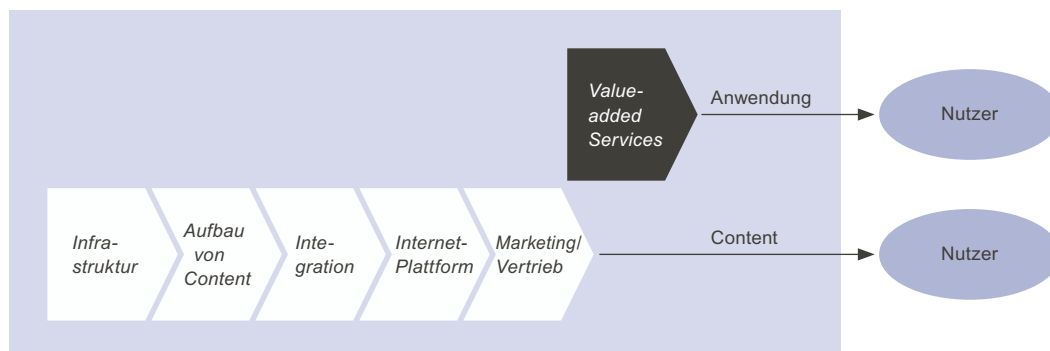 Value-
added
Services
Anwendung
Nutzer
Infra-
struktur
Aufbau
von
Content
Inte-
gration
Internet-
Plattform
Marketing/
Vertrieb
Content
Nutzer